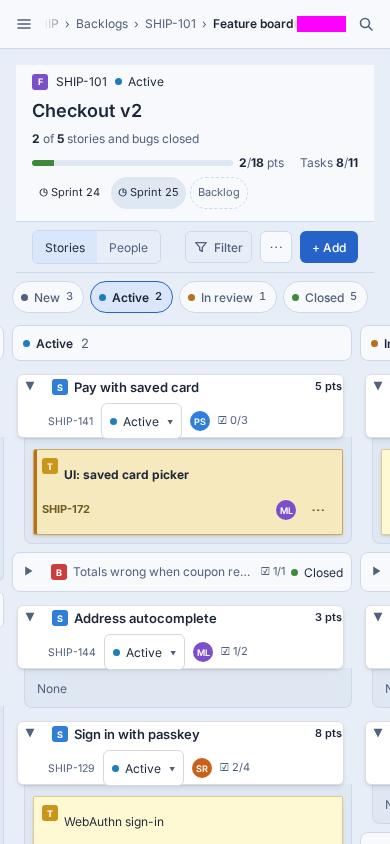 IP › Backlogs › SHIP-101 › Feature board
F SHIP-101 Active
Checkout v2
2 of 5 stories and bugs closed
2/18 pts Tasks 8/11
Sprint 24 Sprint 25 Backlog
Stories People Filter ··· + Add
New 3 Active 2 In review 1 Closed 5
Active 2
S Pay with saved card 5 pts
SHIP-141 Active PS 0/3
T UI: saved card picker
SHIP-172 ML ···
B Totals wrong when coupon re… 1/1 Closed
S Address autocomplete 3 pts
SHIP-144 Active ML 1/2
None
S Sign in with passkey 8 pts
SHIP-129 Active SR 2/4
T WebAuthn sign-in